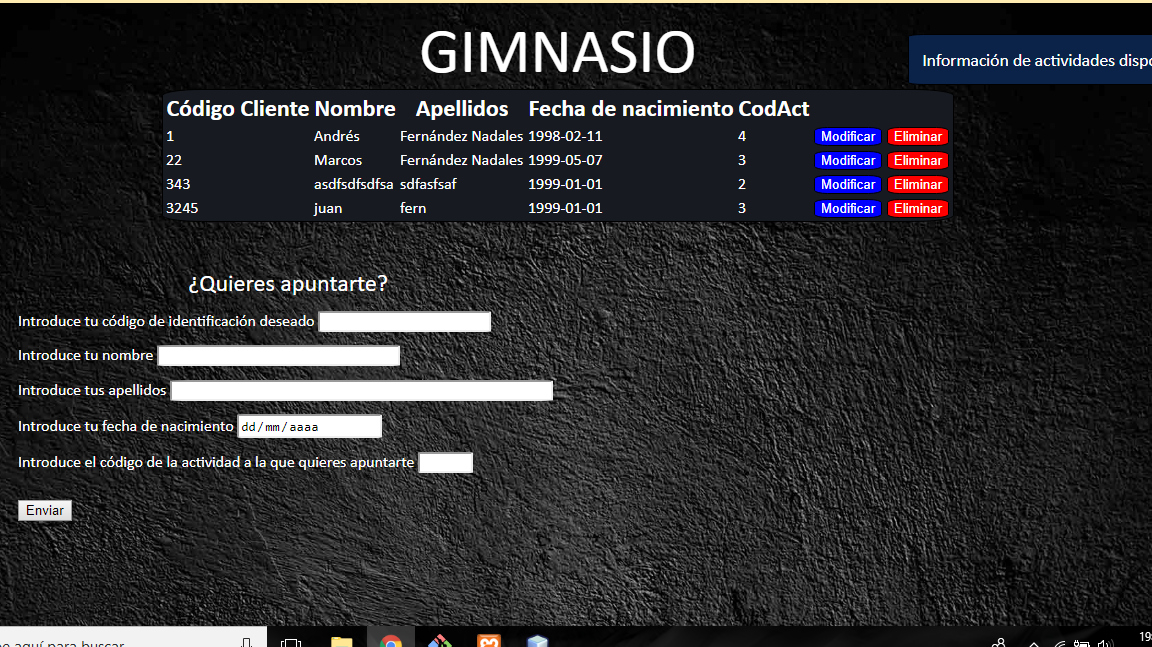 GIMNASIO
Información de actividades
Código Cliente Nombre Apellidos Fecha de nacimiento CodAct
1 Andrés Fernández Nadales 1998-02-11 4 Modificar Eliminar
22 Marcos Fernández Nadales 1999-05-07 3 Modificar Eliminar
343 asdfsdfsdfsa sdfasfsaf 1999-01-01 2 Modificar Eliminar
3245 juan fern 1999-01-01 3 Modificar Eliminar
¿Quieres apuntarte?
Introduce tu código de identificación deseado
Introduce tu nombre
Introduce tus apellidos
Introduce tu fecha de nacimiento dd/mm/aaaa
Introduce el código de la actividad a la que quieres apuntarte
Enviar
aquí para buscar